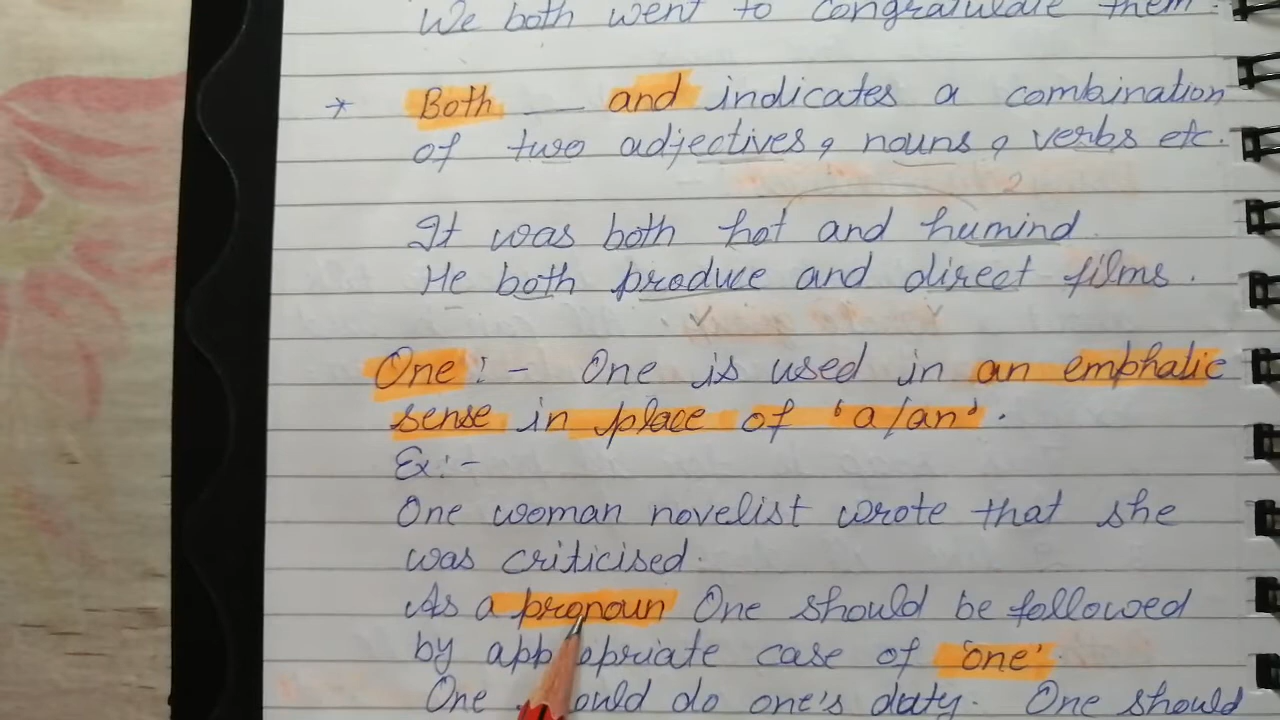 We both went to congratulate them.
* Both — and indicates a combination
of two adjectives, nouns, verbs etc.
It was both hot and humind.
He both produce and direct films.
One :- One is used in an emphatic
sense in place of 'a/an'.
Ex:-
One woman novelist wrote that she
was criticised.
As a pronoun One should be followed
by appropriate case of 'one'.
One should do one's duty. One should